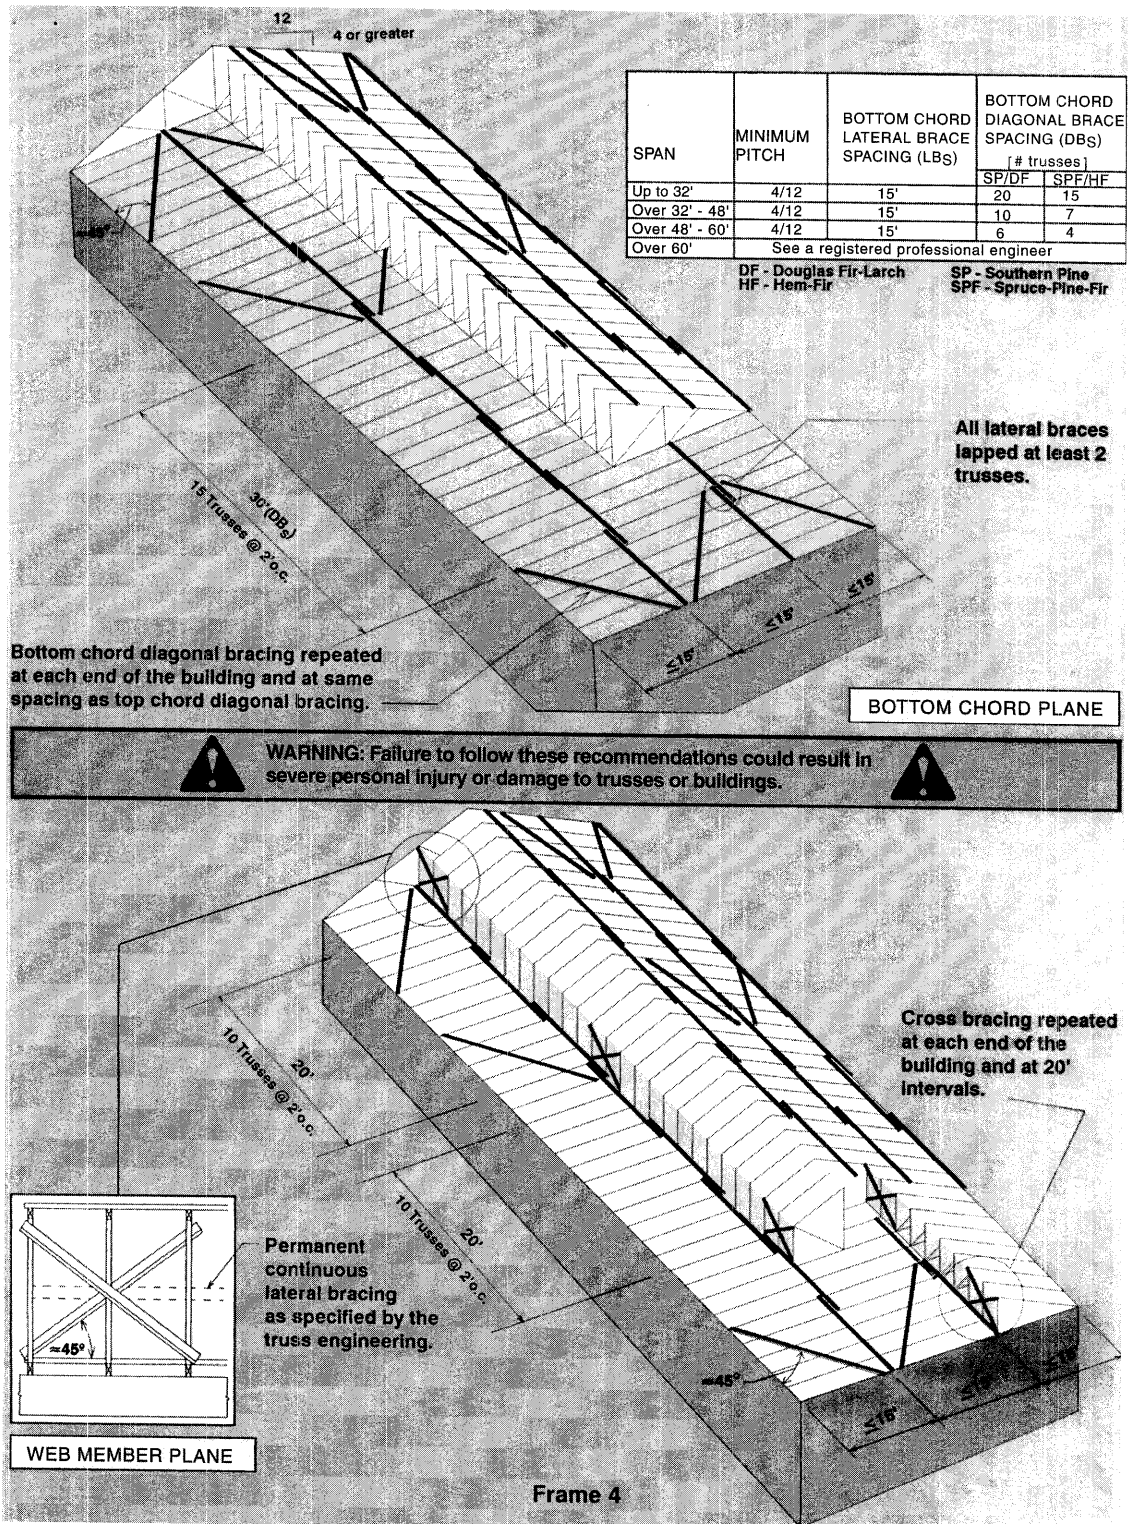 12
4 or greater
SPAN
MINIMUM
PITCH
BOTTOM CHORD
LATERAL BRACE
SPACING (LBS)
BOTTOM CHORD
DIAGONAL BRACE
SPACING (DBS)
[# trusses]
SP/DF SPF/HF
Up to 32' 4/12 15' 20 15
Over 32' - 48' 4/12 15' 10 7
Over 48' - 60' 4/12 15' 6 4
Over 60' See a registered professional engineer
DF - Douglas Fir-Larch SP - Southern Pine
HF - Hem-Fir SPF - Spruce-Pine-Fir
≈45º
All lateral braces
lapped at least 2
trusses.
30'(DBS)
15 Trusses @ 2'o.c.
≤15'
≤15'
≤15'
Bottom chord diagonal bracing repeated
at each end of the building and at same
spacing as top chord diagonal bracing.
BOTTOM CHORD PLANE
WARNING: Failure to follow these recommendations could result in
severe personal injury or damage to trusses or buildings.
Cross bracing repeated
at each end of the
building and at 20'
intervals.
20'
10 Trusses @ 2'o.c.
20'
10 Trusses @ 2'o.c.
Permanent
continuous
lateral bracing
as specified by the
truss engineering.
≈45º
≈45º
≤15'
≤15'
≤15'
WEB MEMBER PLANE
Frame 4